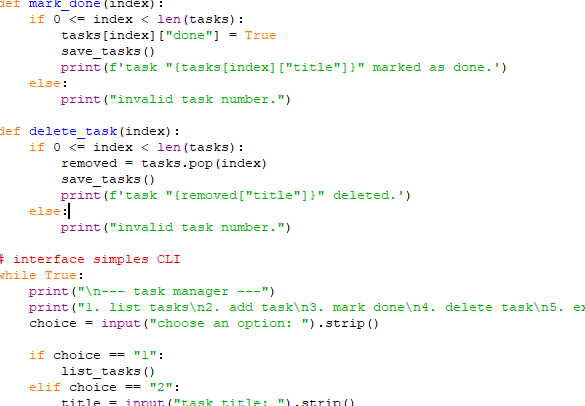 def mark_done(index):
    if 0 <= index < len(tasks):
        tasks[index]["done"] = True
        save_tasks()
        print(f'task "{tasks[index]["title"]}" marked as done.')
    else:
        print("invalid task number.")

def delete_task(index):
    if 0 <= index < len(tasks):
        removed = tasks.pop(index)
        save_tasks()
        print(f'task "{removed["title"]}" deleted.')
    else:
        print("invalid task number.")

# interface simples CLI
while True:
    print("\n--- task manager ---")
    print("1. list tasks\n2. add task\n3. mark done\n4. delete task\n5. ex
    choice = input("choose an option: ").strip()

    if choice == "1":
        list_tasks()
    elif choice == "2":
        title = input("task title: ").strip()